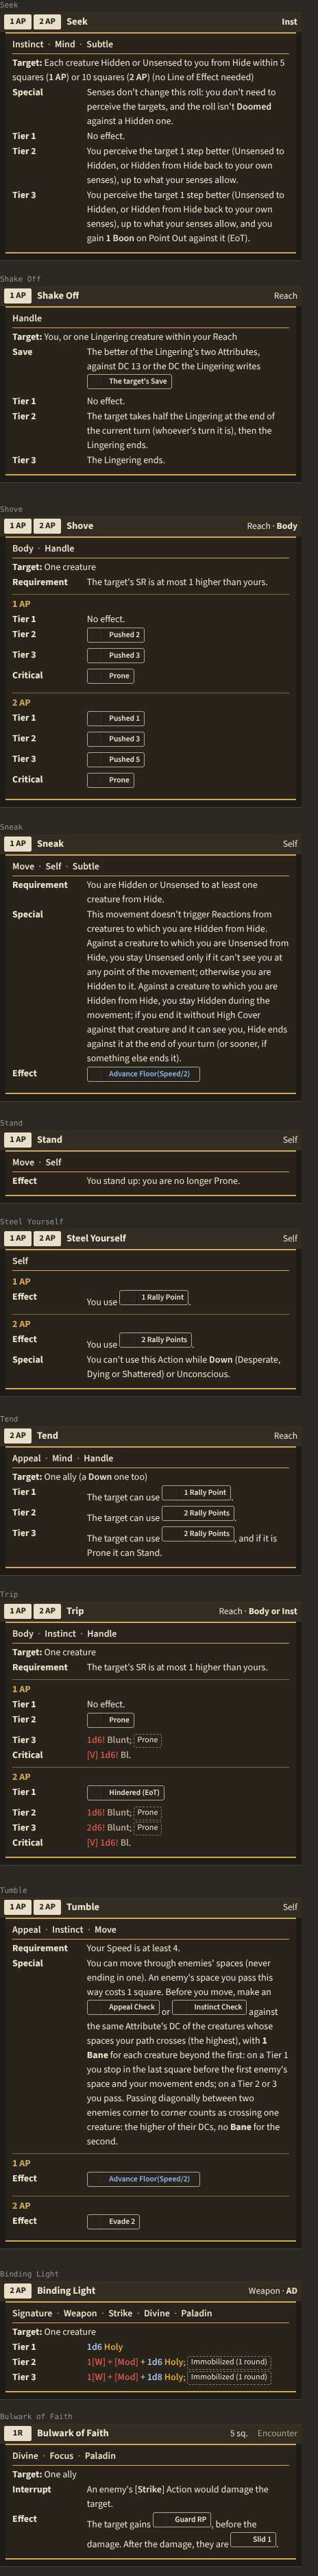 Seek
1 AP 2 AP Seek Inst
Instinct · Mind · Subtle
Target: Each creature Hidden or Unsensed to you from Hide within 5
squares (1 AP) or 10 squares (2 AP) (no Line of Effect needed)
Special Senses don't change this roll: you don't need to
perceive the targets, and the roll isn't Doomed
against a Hidden one.
Tier 1 No effect.
Tier 2 You perceive the target 1 step better (Unsensed to
Hidden, or Hidden from Hide back to your own
senses), up to what your senses allow.
Tier 3 You perceive the target 1 step better (Unsensed to
Hidden, or Hidden from Hide back to your own
senses), up to what your senses allow, and you
gain 1 Boon on Point Out against it (EoT).
Shake Off
1 AP Shake Off Reach
Handle
Target: You, or one Lingering creature within your Reach
Save The better of the Lingering's two Attributes,
against DC 13 or the DC the Lingering writes
The target's Save
Tier 1 No effect.
Tier 2 The target takes half the Lingering at the end of
the current turn (whoever's turn it is), then the
Lingering ends.
Tier 3 The Lingering ends.
Shove
1 AP 2 AP Shove Reach · Body
Body · Handle
Target: One creature
Requirement The target's SR is at most 1 higher than yours.
1 AP
Tier 1 No effect.
Tier 2 Pushed 2
Tier 3 Pushed 3
Critical Prone
2 AP
Tier 1 Pushed 1
Tier 2 Pushed 3
Tier 3 Pushed 5
Critical Prone
Sneak
1 AP Sneak Self
Move · Self · Subtle
Requirement You are Hidden or Unsensed to at least one
creature from Hide.
Special This movement doesn't trigger Reactions from
creatures to which you are Hidden from Hide.
Against a creature to which you are Unsensed from
Hide, you stay Unsensed only if it can't see you at
any point of the movement; otherwise you are
Hidden to it. Against a creature to which you are
Hidden from Hide, you stay Hidden during the
movement; if you end it without High Cover
against that creature and it can see you, Hide ends
against it at the end of your turn (or sooner, if
something else ends it).
Effect Advance Floor(Speed/2)
Stand
1 AP Stand Self
Move · Self
Effect You stand up: you are no longer Prone.
Steel Yourself
1 AP 2 AP Steel Yourself Self
Self
1 AP
Effect You use 1 Rally Point.
2 AP
Effect You use 2 Rally Points.
Special You can't use this Action while Down (Desperate,
Dying or Shattered) or Unconscious.
Tend
2 AP Tend Reach
Appeal · Mind · Handle
Target: One ally (a Down one too)
Tier 1 The target can use 1 Rally Point.
Tier 2 The target can use 2 Rally Points.
Tier 3 The target can use 2 Rally Points, and if it is
Prone it can Stand.
Trip
1 AP 2 AP Trip Reach · Body or Inst
Body · Instinct · Handle
Target: One creature
Requirement The target's SR is at most 1 higher than yours.
1 AP
Tier 1 No effect.
Tier 2 Prone
Tier 3 1d6! Blunt; Prone
Critical [V] 1d6! Bl.
2 AP
Tier 1 Hindered (EoT)
Tier 2 1d6! Blunt; Prone
Tier 3 2d6! Blunt; Prone
Critical [V] 1d6! Bl.
Tumble
1 AP 2 AP Tumble Self
Appeal · Instinct · Move
Requirement Your Speed is at least 4.
Special You can move through enemies' spaces (never
ending in one). An enemy's space you pass this
way costs 1 square. Before you move, make an
Appeal Check or Instinct Check against
the same Attribute's DC of the creatures whose
spaces your path crosses (the highest), with 1
Bane for each creature beyond the first: on a Tier 1
you stop in the last square before the first enemy's
space and your movement ends; on a Tier 2 or 3
you pass. Passing diagonally between two
enemies corner to corner counts as crossing one
creature: the higher of their DCs, no Bane for the
second.
1 AP
Effect Advance Floor(Speed/2)
2 AP
Effect Evade 2
Binding Light
2 AP Binding Light Weapon · AD
Signature · Weapon · Strike · Divine · Paladin
Target: One creature
Tier 1 1d6 Holy
Tier 2 1[W] + [Mod] + 1d6 Holy; Immobilized (1 round)
Tier 3 1[W] + [Mod] + 1d8 Holy; Immobilized (1 round)
Bulwark of Faith
1R Bulwark of Faith 5 sq. Encounter
Divine · Focus · Paladin
Target: One ally
Interrupt An enemy's [Strike] Action would damage the
target.
Effect The target gains Guard RP, before the
damage. After the damage, they are Slid 1.